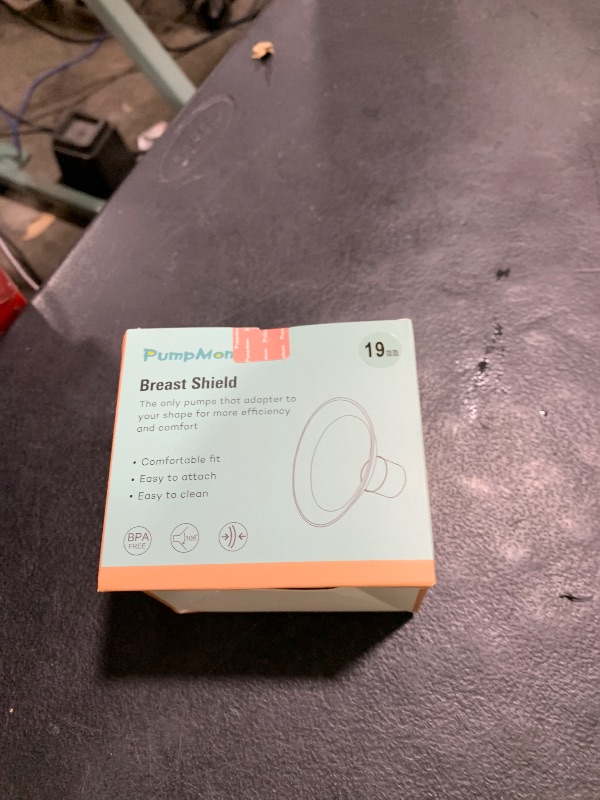 PumpMom
19mm
Breast Shield
The only pumps that adapter to
your shape for more efficiency
and comfort
• Comfortable fit
• Easy to attach
• Easy to clean
BPA
FREE
105°